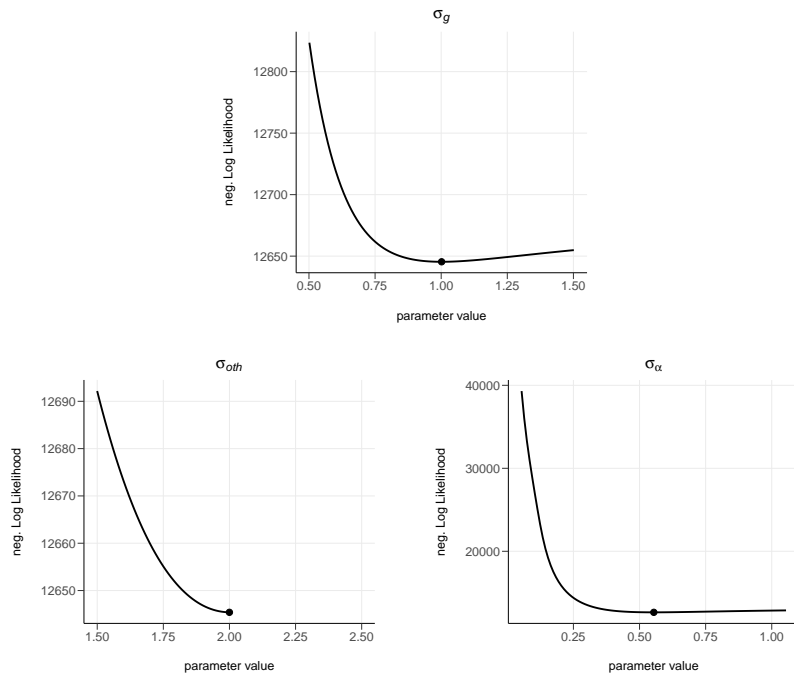 σg
neg. Log Likelihood
12800
12750
12700
12650
0.50 0.75 1.00 1.25 1.50
parameter value
σoth
neg. Log Likelihood
12690
12680
12670
12660
12650
1.50 1.75 2.00 2.25 2.50
parameter value
σα
neg. Log Likelihood
40000
30000
20000
0.25 0.50 0.75 1.00
parameter value